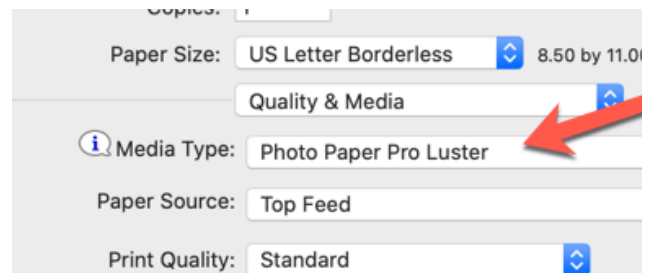 Copies:
Paper Size: US Letter Borderless 8.50 by 11.00
Quality & Media
Media Type: Photo Paper Pro Luster
Paper Source: Top Feed
Print Quality: Standard